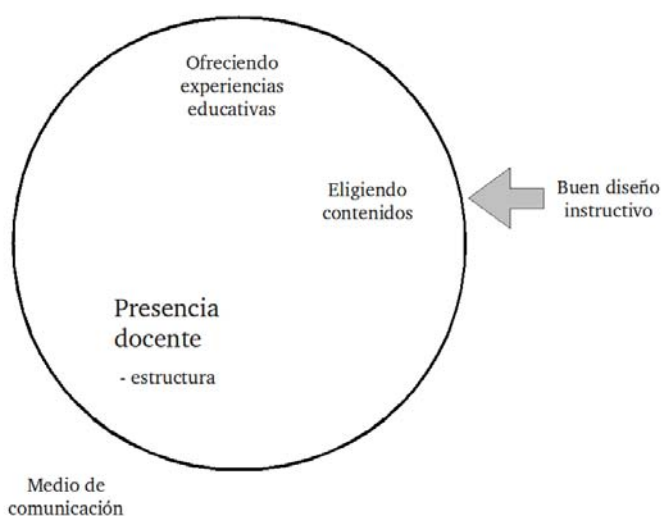 Ofreciendo
experiencias
educativas
Eligiendo
contenidos
Buen diseño
instructivo
Presencia
docente
- estructura
Medio de
comunicación